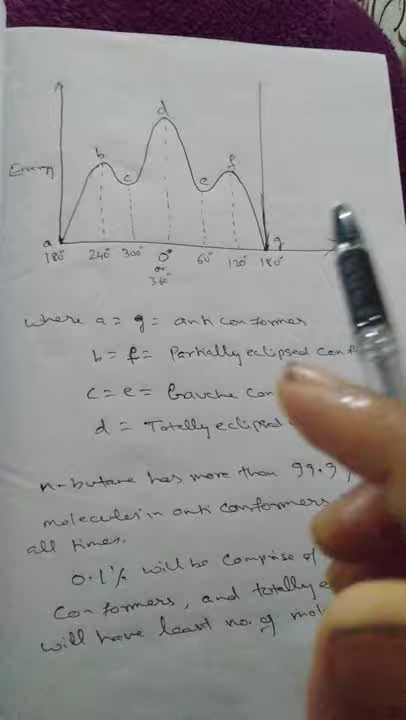 d
b
f
Energy
c
e
a
g
180° 240° 300° 0° 60° 120° 180°
or
360°
where a = g = anti conformer
b = f = Partially eclipsed conf
c = e = Gauche con
d = Totally eclipsed
n-butane has more than 99.9
molecules in anti conformers
all times.
0.1% will be comprise of
conformers, and totally e
will have least no. of mol